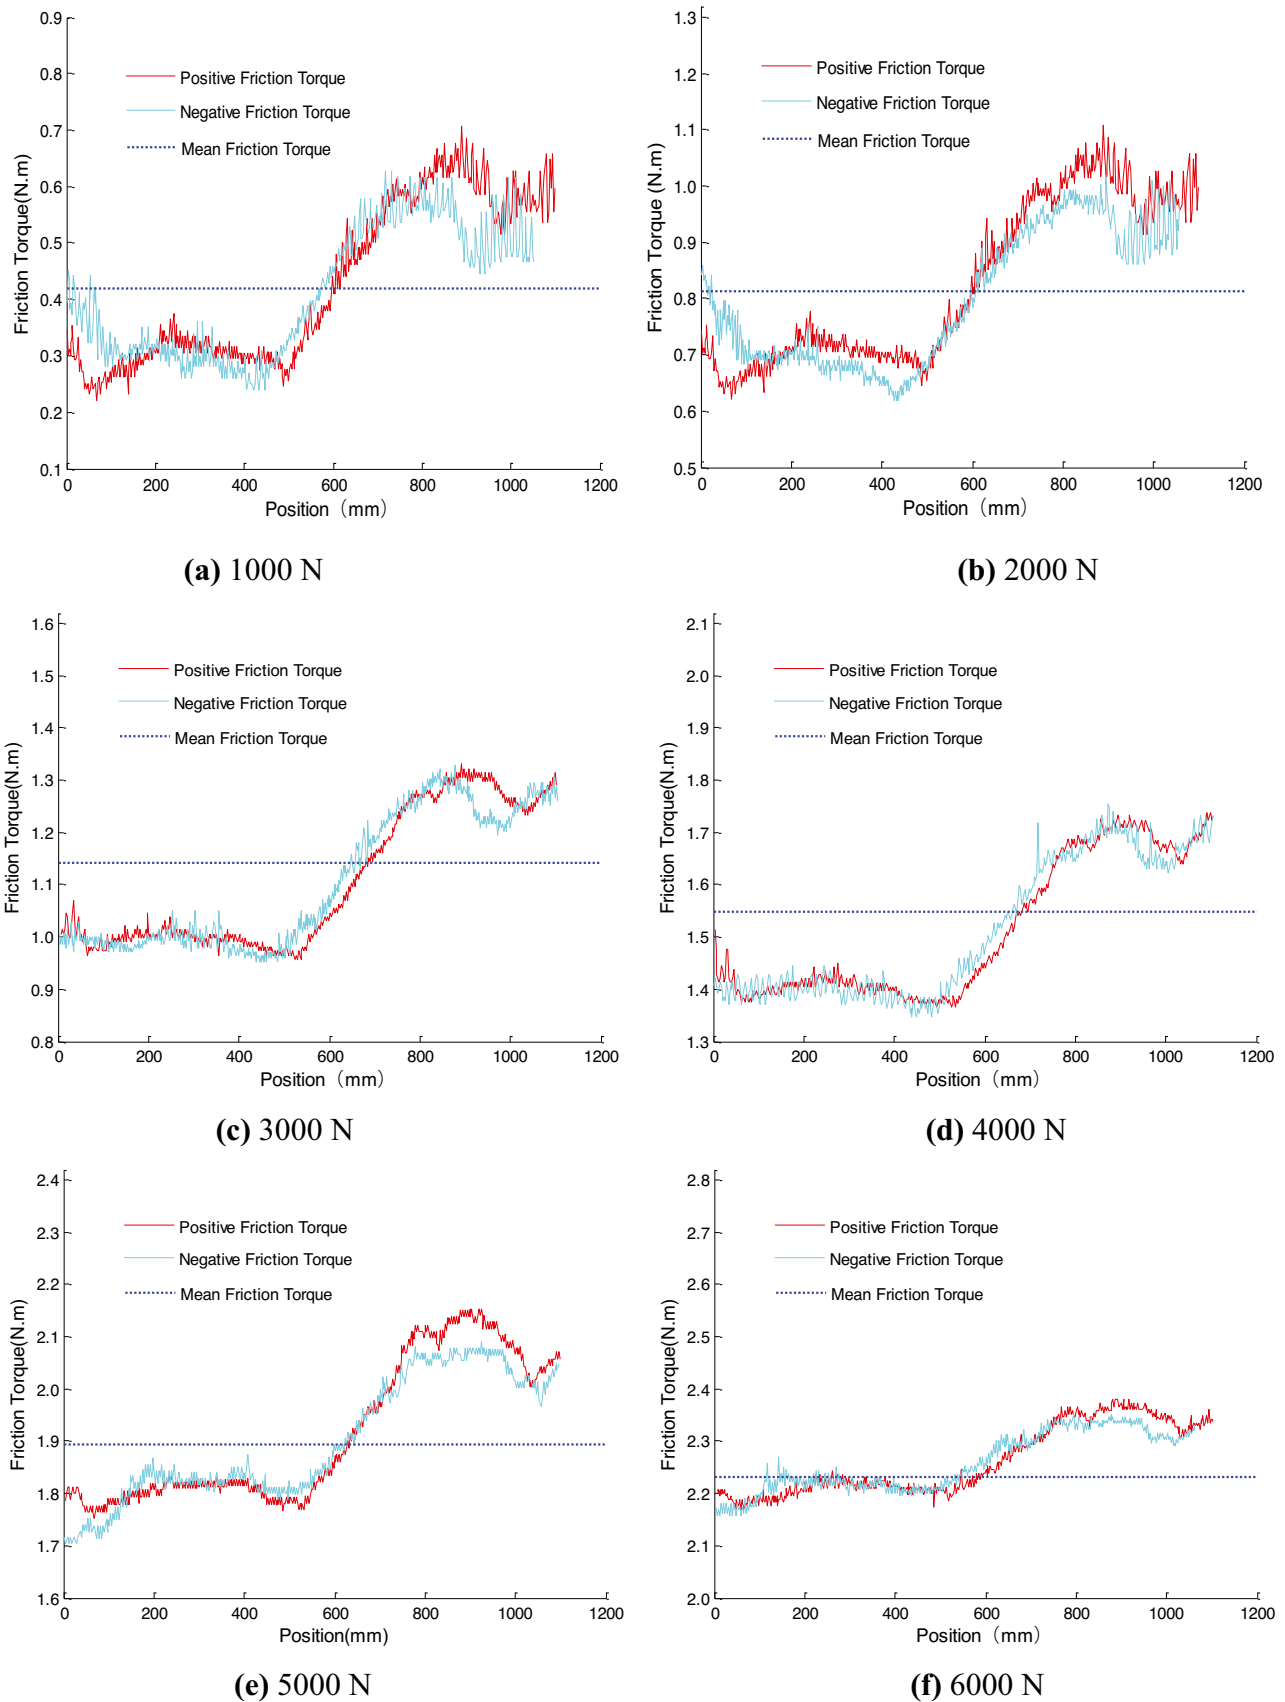 0.9
0.8
0.7
0.6
0.5
0.4
0.3
0.2
0.1
Friction Torque(N.m)
Positive Friction Torque
Negative Friction Torque
Mean Friction Torque
0 200 400 600 800 1000 1200
Position（mm）
(a) 1000 N
1.3
1.2
1.1
1.0
0.9
0.8
0.7
0.6
0.5
Friction Torque (N.m)
Positive Friction Torque
Negative Friction Torque
Mean Friction Torque
0 200 400 600 800 1000 1200
Position（mm）
(b) 2000 N
1.6
1.5
1.4
1.3
1.2
1.1
1.0
0.9
0.8
Friction Torque(N.m)
Positive Friction Torque
Negative Friction Torque
Mean Friction Torque
0 200 400 600 800 1000 1200
Position（mm）
(c) 3000 N
2.1
2.0
1.9
1.8
1.7
1.6
1.5
1.4
1.3
Friction Torque(N.m)
Positive Friction Torque
Negative Friction Torque
Mean Friction Torque
0 200 400 600 800 1000 1200
Position（mm）
(d) 4000 N
2.4
2.3
2.2
2.1
2.0
1.9
1.8
1.7
1.6
Friction Torque(N.m)
Positive Friction Torque
Negative Friction Torque
Mean Friction Torque
0 200 400 600 800 1000 1200
Position(mm)
(e) 5000 N
2.8
2.7
2.6
2.5
2.4
2.3
2.2
2.1
2.0
Friction Torque(N.m)
Positive Friction Torque
Negative Friction Torque
Mean Friction Torque
0 200 400 600 800 1000 1200
Position（mm）
(f) 6000 N